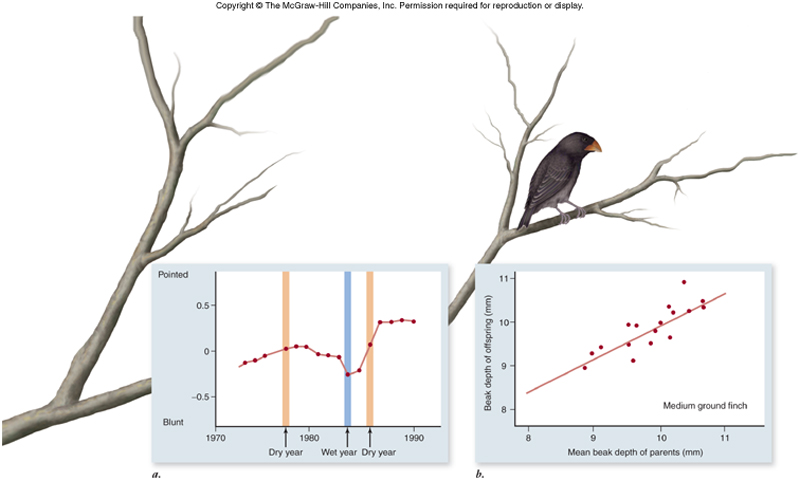 Copyright © The McGraw-Hill Companies, Inc. Permission required for reproduction or display.
Pointed
0.5
0
–0.5
Blunt
1970
1980
1990
Dry year
Wet year
Dry year
a.
11
10
9
8
Beak depth of offspring (mm)
Medium ground finch
8
9
10
11
Mean beak depth of parents (mm)
b.